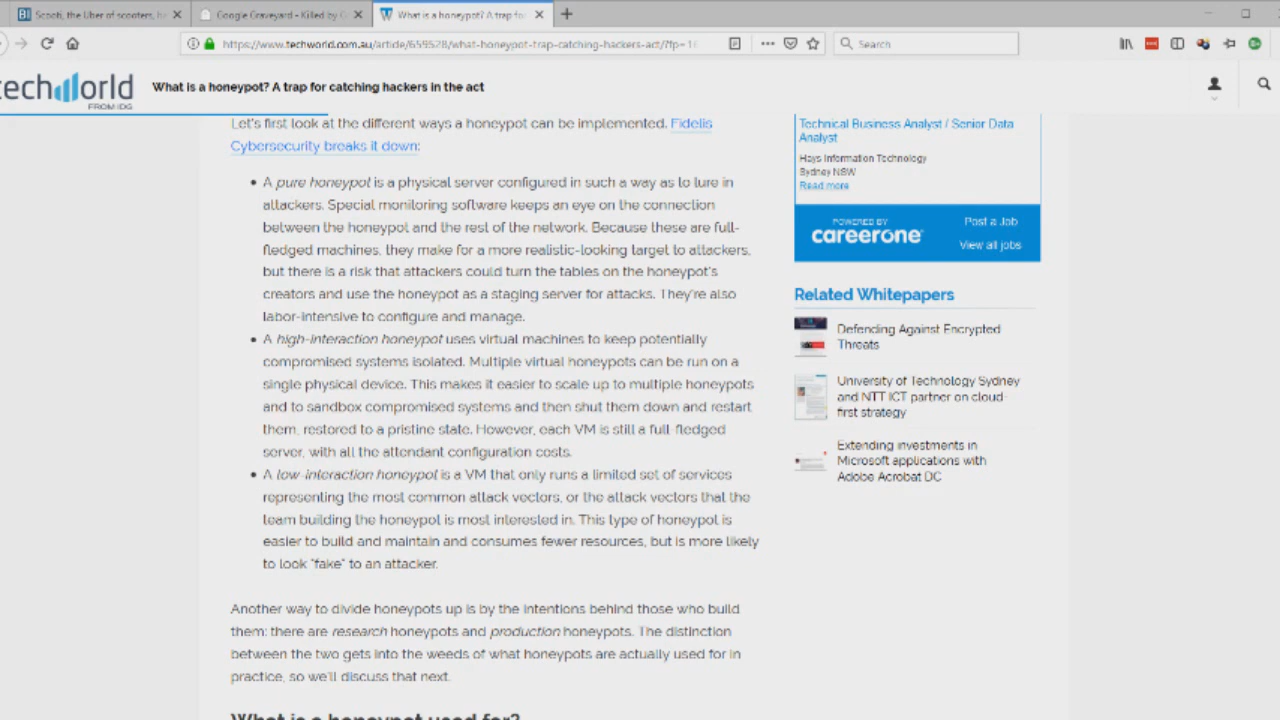 Scooti, the Uber of scooters, ha
Google Graveyard - Killed by G
What is a honeypot? A trap for
https://www.techworld.com.au/article/659528/what-honeypot-trap-catching-hackers-act/?fp=16
Search
techworld
FROM IDG
What is a honeypot? A trap for catching hackers in the act
Let's first look at the different ways a honeypot can be implemented. Fidelis
Cybersecurity breaks it down:
A pure honeypot is a physical server configured in such a way as to lure in
attackers. Special monitoring software keeps an eye on the connection
between the honeypot and the rest of the network. Because these are full-
fledged machines, they make for a more realistic-looking target to attackers,
but there is a risk that attackers could turn the tables on the honeypot's
creators and use the honeypot as a staging server for attacks. They're also
labor-intensive to configure and manage.
A high-interaction honeypot uses virtual machines to keep potentially
compromised systems isolated. Multiple virtual honeypots can be run on a
single physical device. This makes it easier to scale up to multiple honeypots
and to sandbox compromised systems and then shut them down and restart
them, restored to a pristine state. However, each VM is still a full-fledged
server, with all the attendant configuration costs.
A low-interaction honeypot is a VM that only runs a limited set of services
representing the most common attack vectors, or the attack vectors that the
team building the honeypot is most interested in. This type of honeypot is
easier to build and maintain and consumes fewer resources, but is more likely
to look "fake" to an attacker.
Another way to divide honeypots up is by the intentions behind those who build
them: there are research honeypots and production honeypots. The distinction
between the two gets into the weeds of what honeypots are actually used for in
practice, so we'll discuss that next.
What is a honeypot used for?
Technical Business Analyst / Senior Data
Analyst
Hays Information Technology
Sydney NSW
Read more
POWERED BY
careerone
Post a Job
View all jobs
Related Whitepapers
Defending Against Encrypted
Threats
University of Technology Sydney
and NTT ICT partner on cloud-
first strategy
Extending investments in
Microsoft applications with
Adobe Acrobat DC